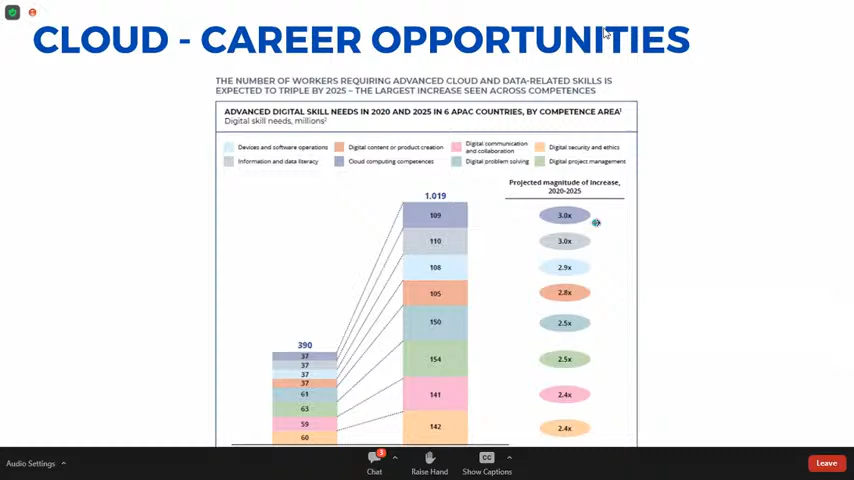 CLOUD - CAREER OPPORTUNITIES
THE NUMBER OF WORKERS REQUIRING ADVANCED CLOUD AND DATA-RELATED SKILLS IS
EXPECTED TO TRIPLE BY 2025 – THE LARGEST INCREASE SEEN ACROSS COMPETENCES
ADVANCED DIGITAL SKILL NEEDS IN 2020 AND 2025 IN 6 APAC COUNTRIES, BY COMPETENCE AREA¹
Digital skill needs, millions²
Devices and software operations
Digital content or product creation
Digital communication
and collaboration
Digital security and ethics
Information and data literacy
Cloud computing competences
Digital problem solving
Digital project management
Projected magnitude of increase,
2020-2025
1.019
109
110
108
105
150
154
141
142
390
37
37
37
37
61
63
59
60
3.0x
3.0x
2.9x
2.8x
2.5x
2.5x
2.4x
2.4x
Audio Settings
3
Chat
Raise Hand
CC
Show Captions
Leave